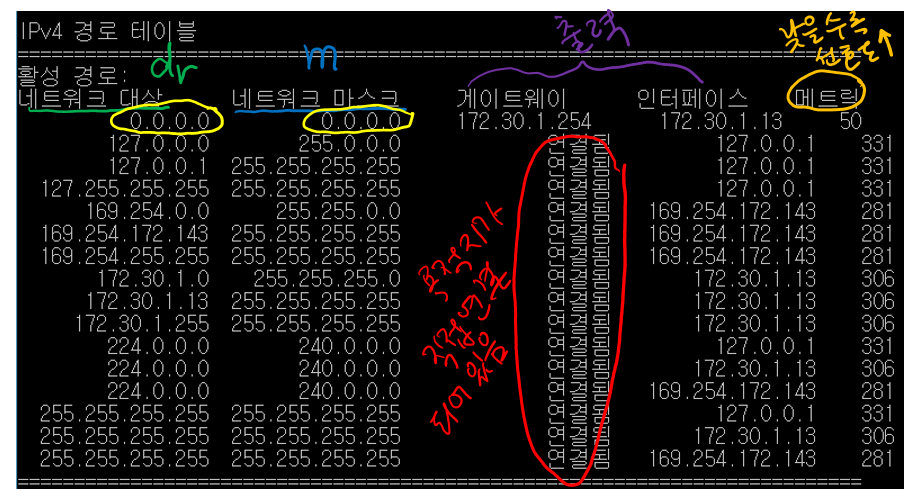 IPv4 경로 테이블
출력
낮을수록
선호도↑
===========================================================================
활성 경로:
dr
m
네트워크 대상 네트워크 마스크 게이트웨이 인터페이스 메트릭
0.0.0.0 0.0.0.0 172.30.1.254 172.30.1.13 50
127.0.0.0 255.0.0.0 연결됨 127.0.0.1 331
127.0.0.1 255.255.255.255 연결됨 127.0.0.1 331
127.255.255.255 255.255.255.255 연결됨 127.0.0.1 331
169.254.0.0 255.255.0.0 연결됨 169.254.172.143 281
169.254.172.143 255.255.255.255 연결됨 169.254.172.143 281
169.254.255.255 255.255.255.255 연결됨 169.254.172.143 281
172.30.1.0 255.255.255.0 연결됨 172.30.1.13 306
172.30.1.13 255.255.255.255 연결됨 172.30.1.13 306
172.30.1.255 255.255.255.255 연결됨 172.30.1.13 306
224.0.0.0 240.0.0.0 연결됨 127.0.0.1 331
224.0.0.0 240.0.0.0 연결됨 172.30.1.13 306
224.0.0.0 240.0.0.0 연결됨 169.254.172.143 281
255.255.255.255 255.255.255.255 연결됨 127.0.0.1 331
255.255.255.255 255.255.255.255 연결됨 172.30.1.13 306
255.255.255.255 255.255.255.255 연결됨 169.254.172.143 281
목적지가
직접연결
되어 있음
===========================================================================